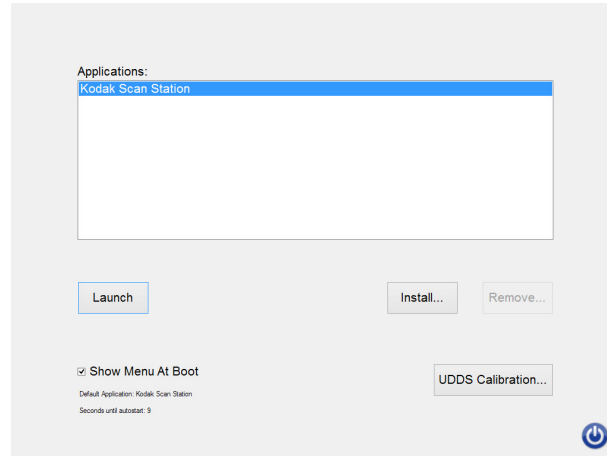 Applications:
Kodak Scan Station
Launch
Install...
Remove...
Show Menu At Boot
UDDS Calibration...
Default Application: Kodak Scan Station
Seconds until autostart: 9